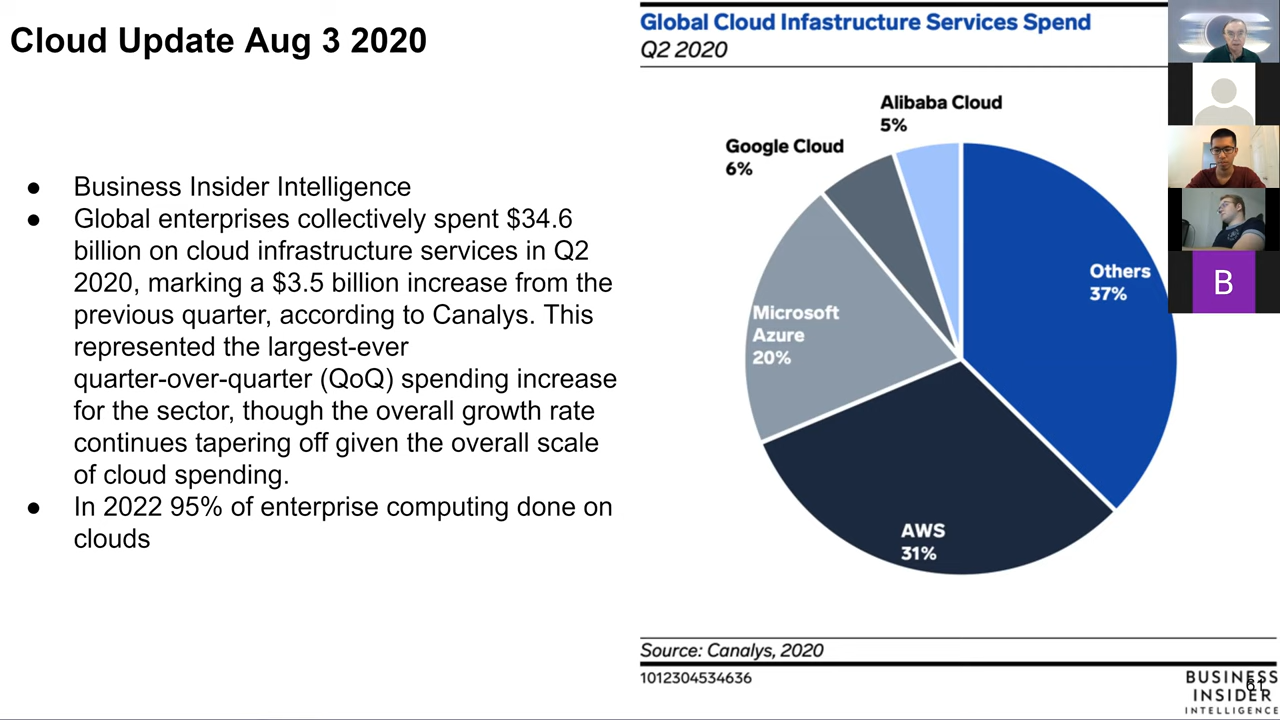 Cloud Update Aug 3 2020
● Business Insider Intelligence
● Global enterprises collectively spent $34.6
billion on cloud infrastructure services in Q2
2020, marking a $3.5 billion increase from the
previous quarter, according to Canalys. This
represented the largest-ever
quarter-over-quarter (QoQ) spending increase
for the sector, though the overall growth rate
continues tapering off given the overall scale
of cloud spending.
● In 2022 95% of enterprise computing done on
clouds
Global Cloud Infastructure Services Spend
Q2 2020
Alibaba Cloud
5%
Google Cloud
6%
Others
37%
Microsoft
Azure
20%
AWS
31%
Source: Canalys, 2020
1012304534636
BUSINESS
INSIDER
INTELLIGENCE
61
B